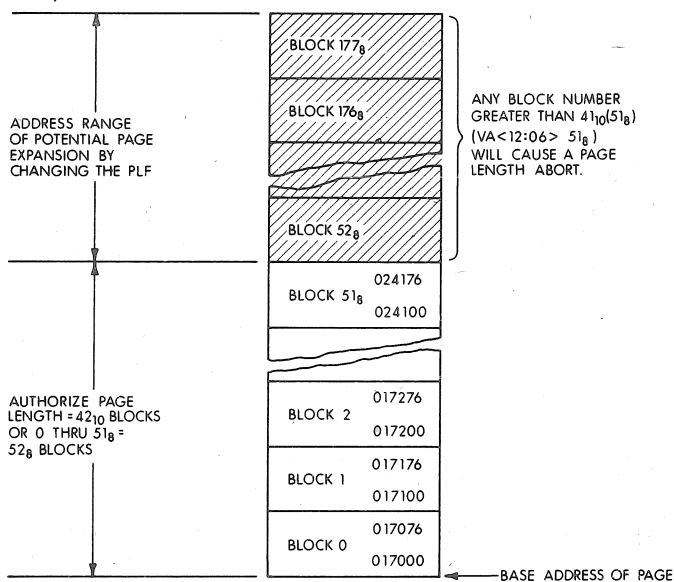 BLOCK 177₈
BLOCK 176₈
ANY BLOCK NUMBER
GREATER THAN 41₁₀(51₈)
(VA<12:06> 51₈)
WILL CAUSE A PAGE
LENGTH ABORT.
ADDRESS RANGE
OF POTENTIAL PAGE
EXPANSION BY
CHANGING THE PLF
BLOCK 52₈
024176
BLOCK 51₈
024100
AUTHORIZE PAGE
LENGTH = 42₁₀ BLOCKS
OR 0 THRU 51₈ =
52₈ BLOCKS
017276
BLOCK 2
017200
017176
BLOCK 1
017100
017076
BLOCK 0
017000
BASE ADDRESS OF PAGE